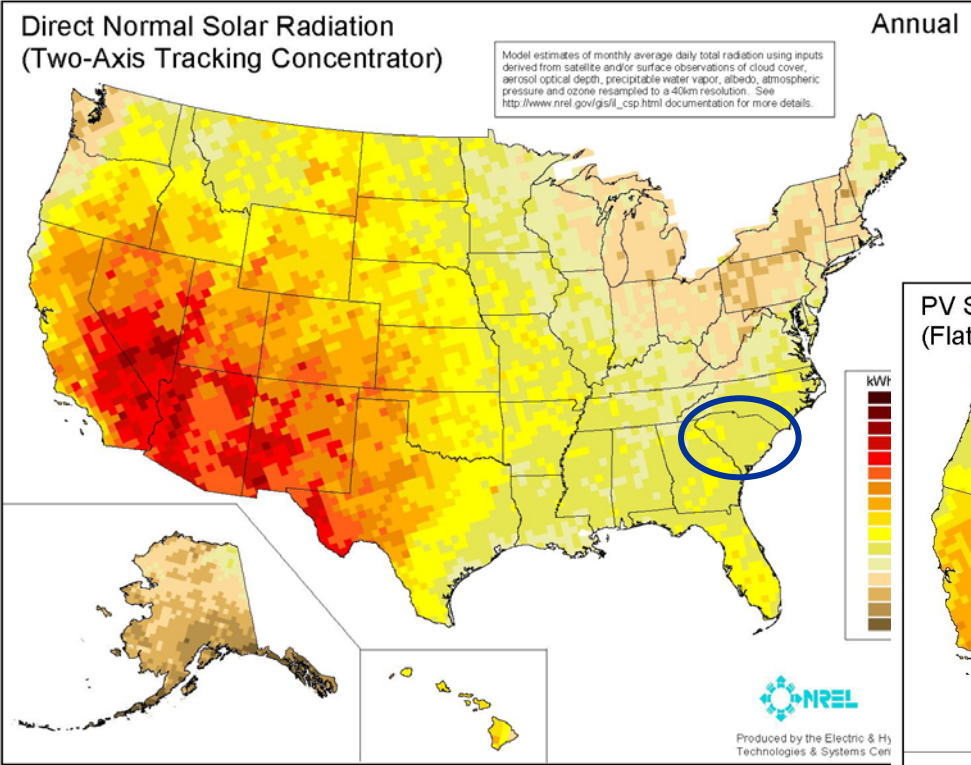 Direct Normal Solar Radiation
(Two-Axis Tracking Concentrator)
Annual
Model estimates of monthly average daily total radiation using inputs
derived from satellite and/or surface observations of cloud cover,
aerosol optical depth, precipitable water vapor, albedo, atmospheric
pressure and ozone resampled to a 40km resolution. See
http://www.nrel.gov/gis/il_csp.html documentation for more details.
PV S
(Flat
kWh
NREL
Produced by the Electric & Hy
Technologies & Systems Cen